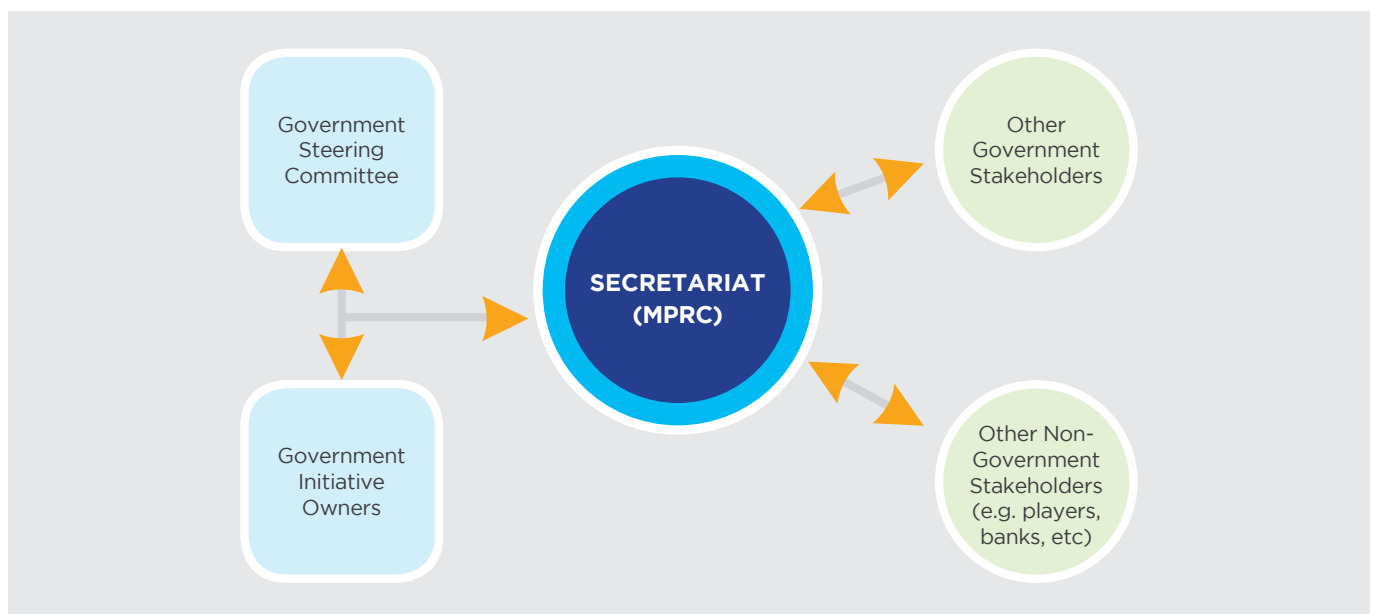 Government
Steering
Committee
Other
Government
Stakeholders
SECRETARIAT
(MPRC)
Government
Initiative
Owners
Other Non-
Government
Stakeholders
(e.g. players,
banks, etc)